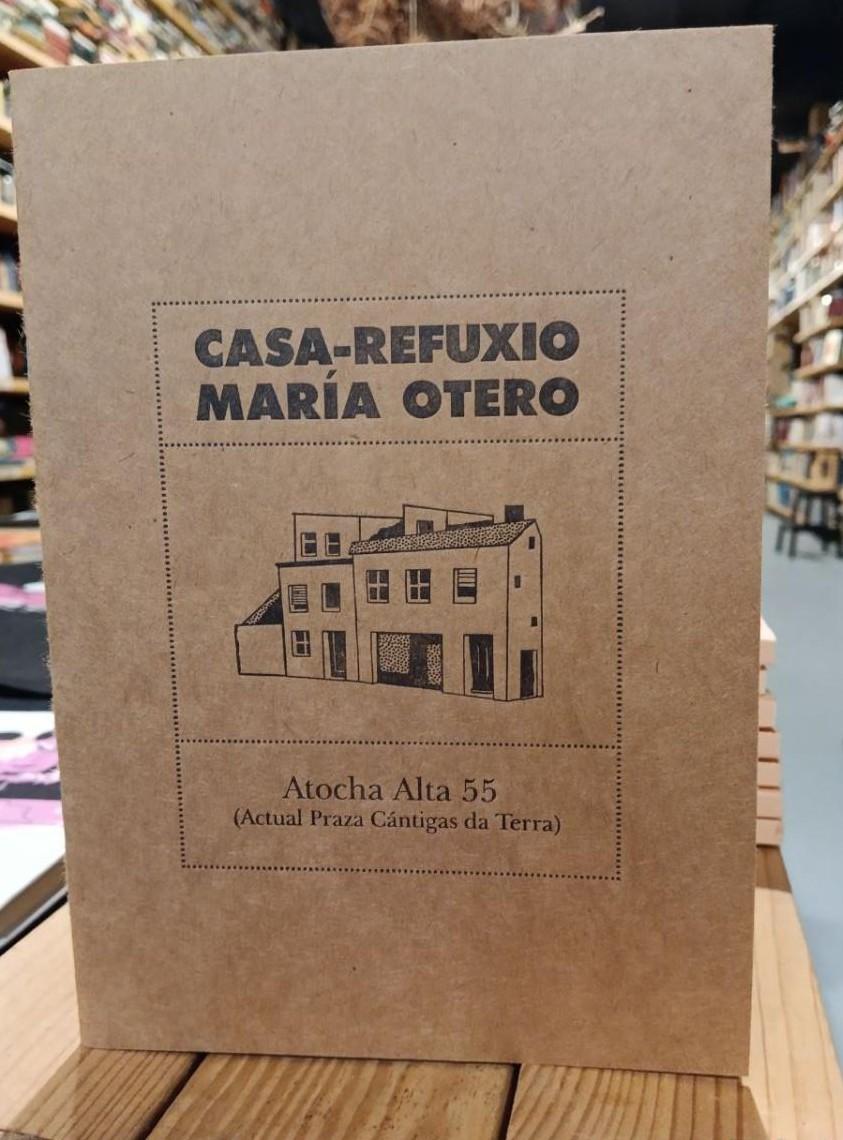 CASA-REFUXIO
MARÍA OTERO
Atocha Alta 55
(Actual Praza Cántigas da Terra)